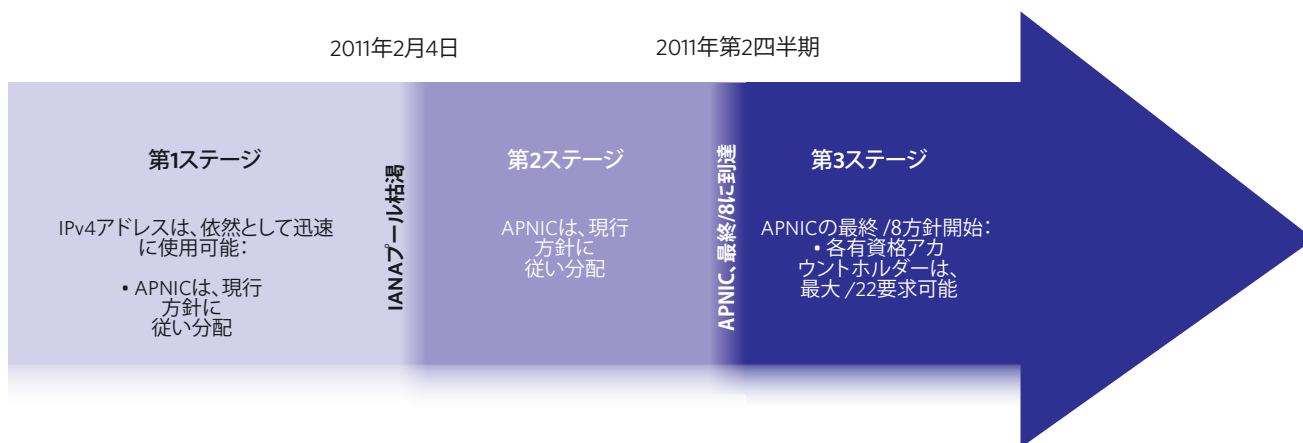 2011年2月4日
2011年第2四半期
第1ステージ
IPv4アドレスは、依然として迅速
に使用可能:
• APNICは、現行
方針に
従い分配
IANAプール枯渇
第2ステージ
APNICは、現行
方針に
従い分配
APNIC、最終/8に到達
第3ステージ
APNICの最終 /8方針開始:
• 各有資格アカ
ウントホルダーは、
最大 /22要求可能